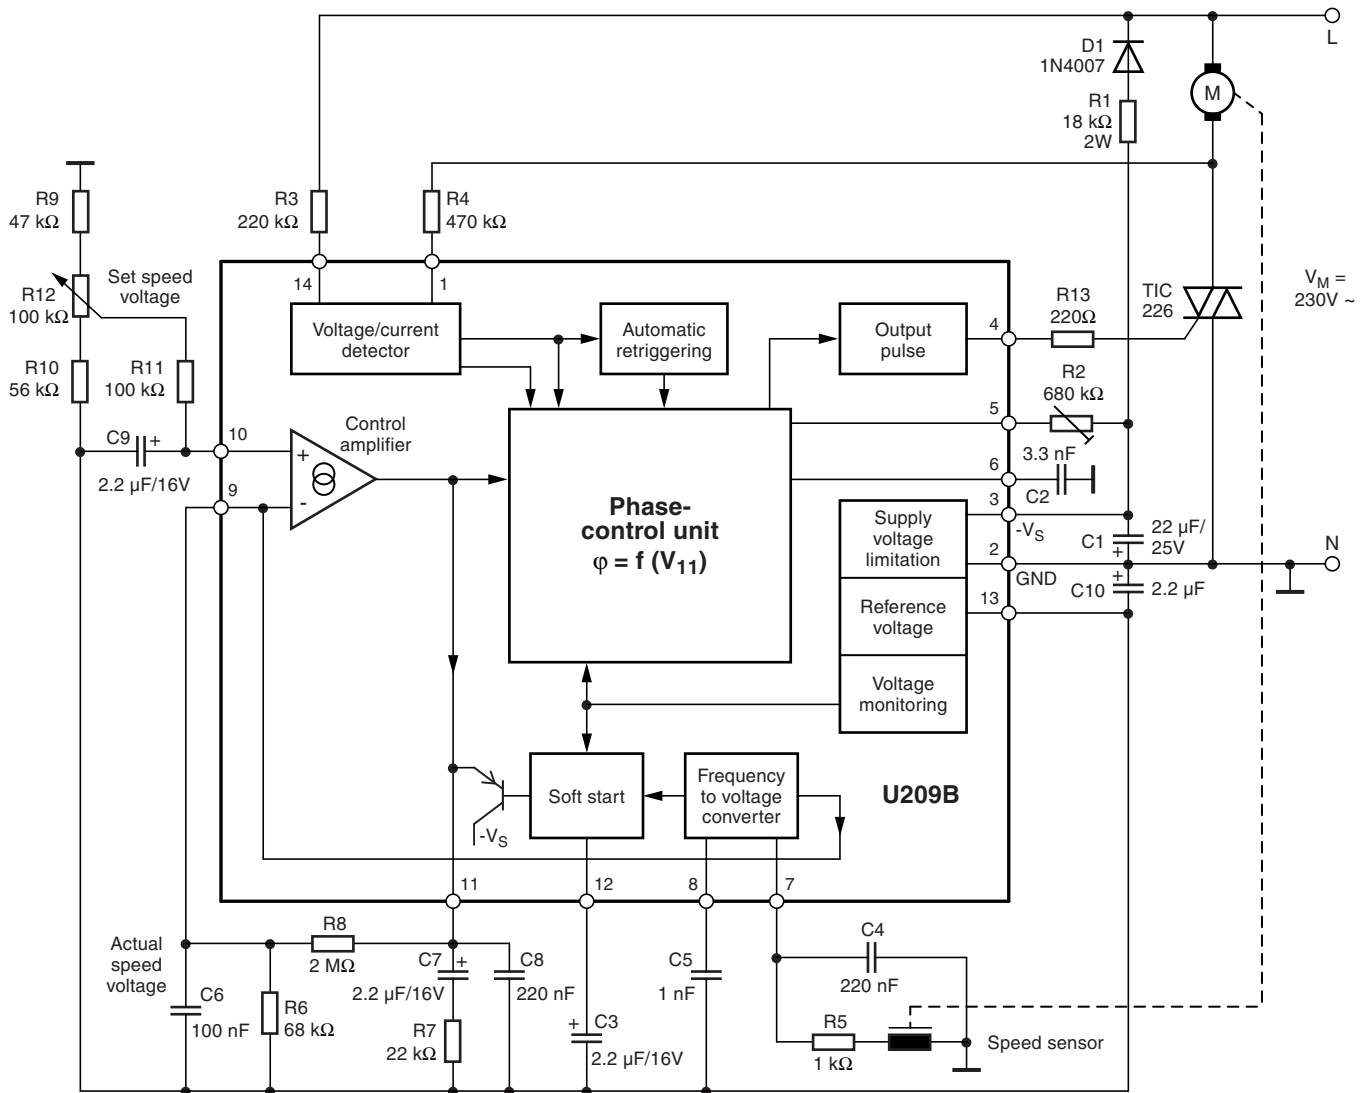 L
D1
1N4007
M
R1
18 kΩ
2W
R9
47 kΩ
R3
220 kΩ
R4
470 kΩ
Set speed
voltage
R12
100 kΩ
14
1
Voltage/current
detector
Automatic
retriggering
Output
pulse
4
R13
220Ω
TIC
226
V_M =
230V ~
R10
56 kΩ
R11
100 kΩ
R2
680 kΩ
5
Control
amplifier
C9
+
2.2 µF/16V
10
+
9
-
6
3.3 nF
C2
Phase-
control unit
φ = f (V11)
Supply
voltage
limitation
3
-VS
C1
22 µF/
25V
+
2
GND
N
+
C10
2.2 µF
Reference
voltage
13
Voltage
monitoring
Soft start
Frequency
to voltage
converter
U209B
-VS
11
12
8
7
Actual
speed
voltage
R8
2 MΩ
C7
+
2.2 µF/16V
C8
220 nF
C5
1 nF
C4
220 nF
C6
100 nF
R6
68 kΩ
R7
22 kΩ
+
C3
2.2 µF/16V
R5
1 kΩ
Speed sensor